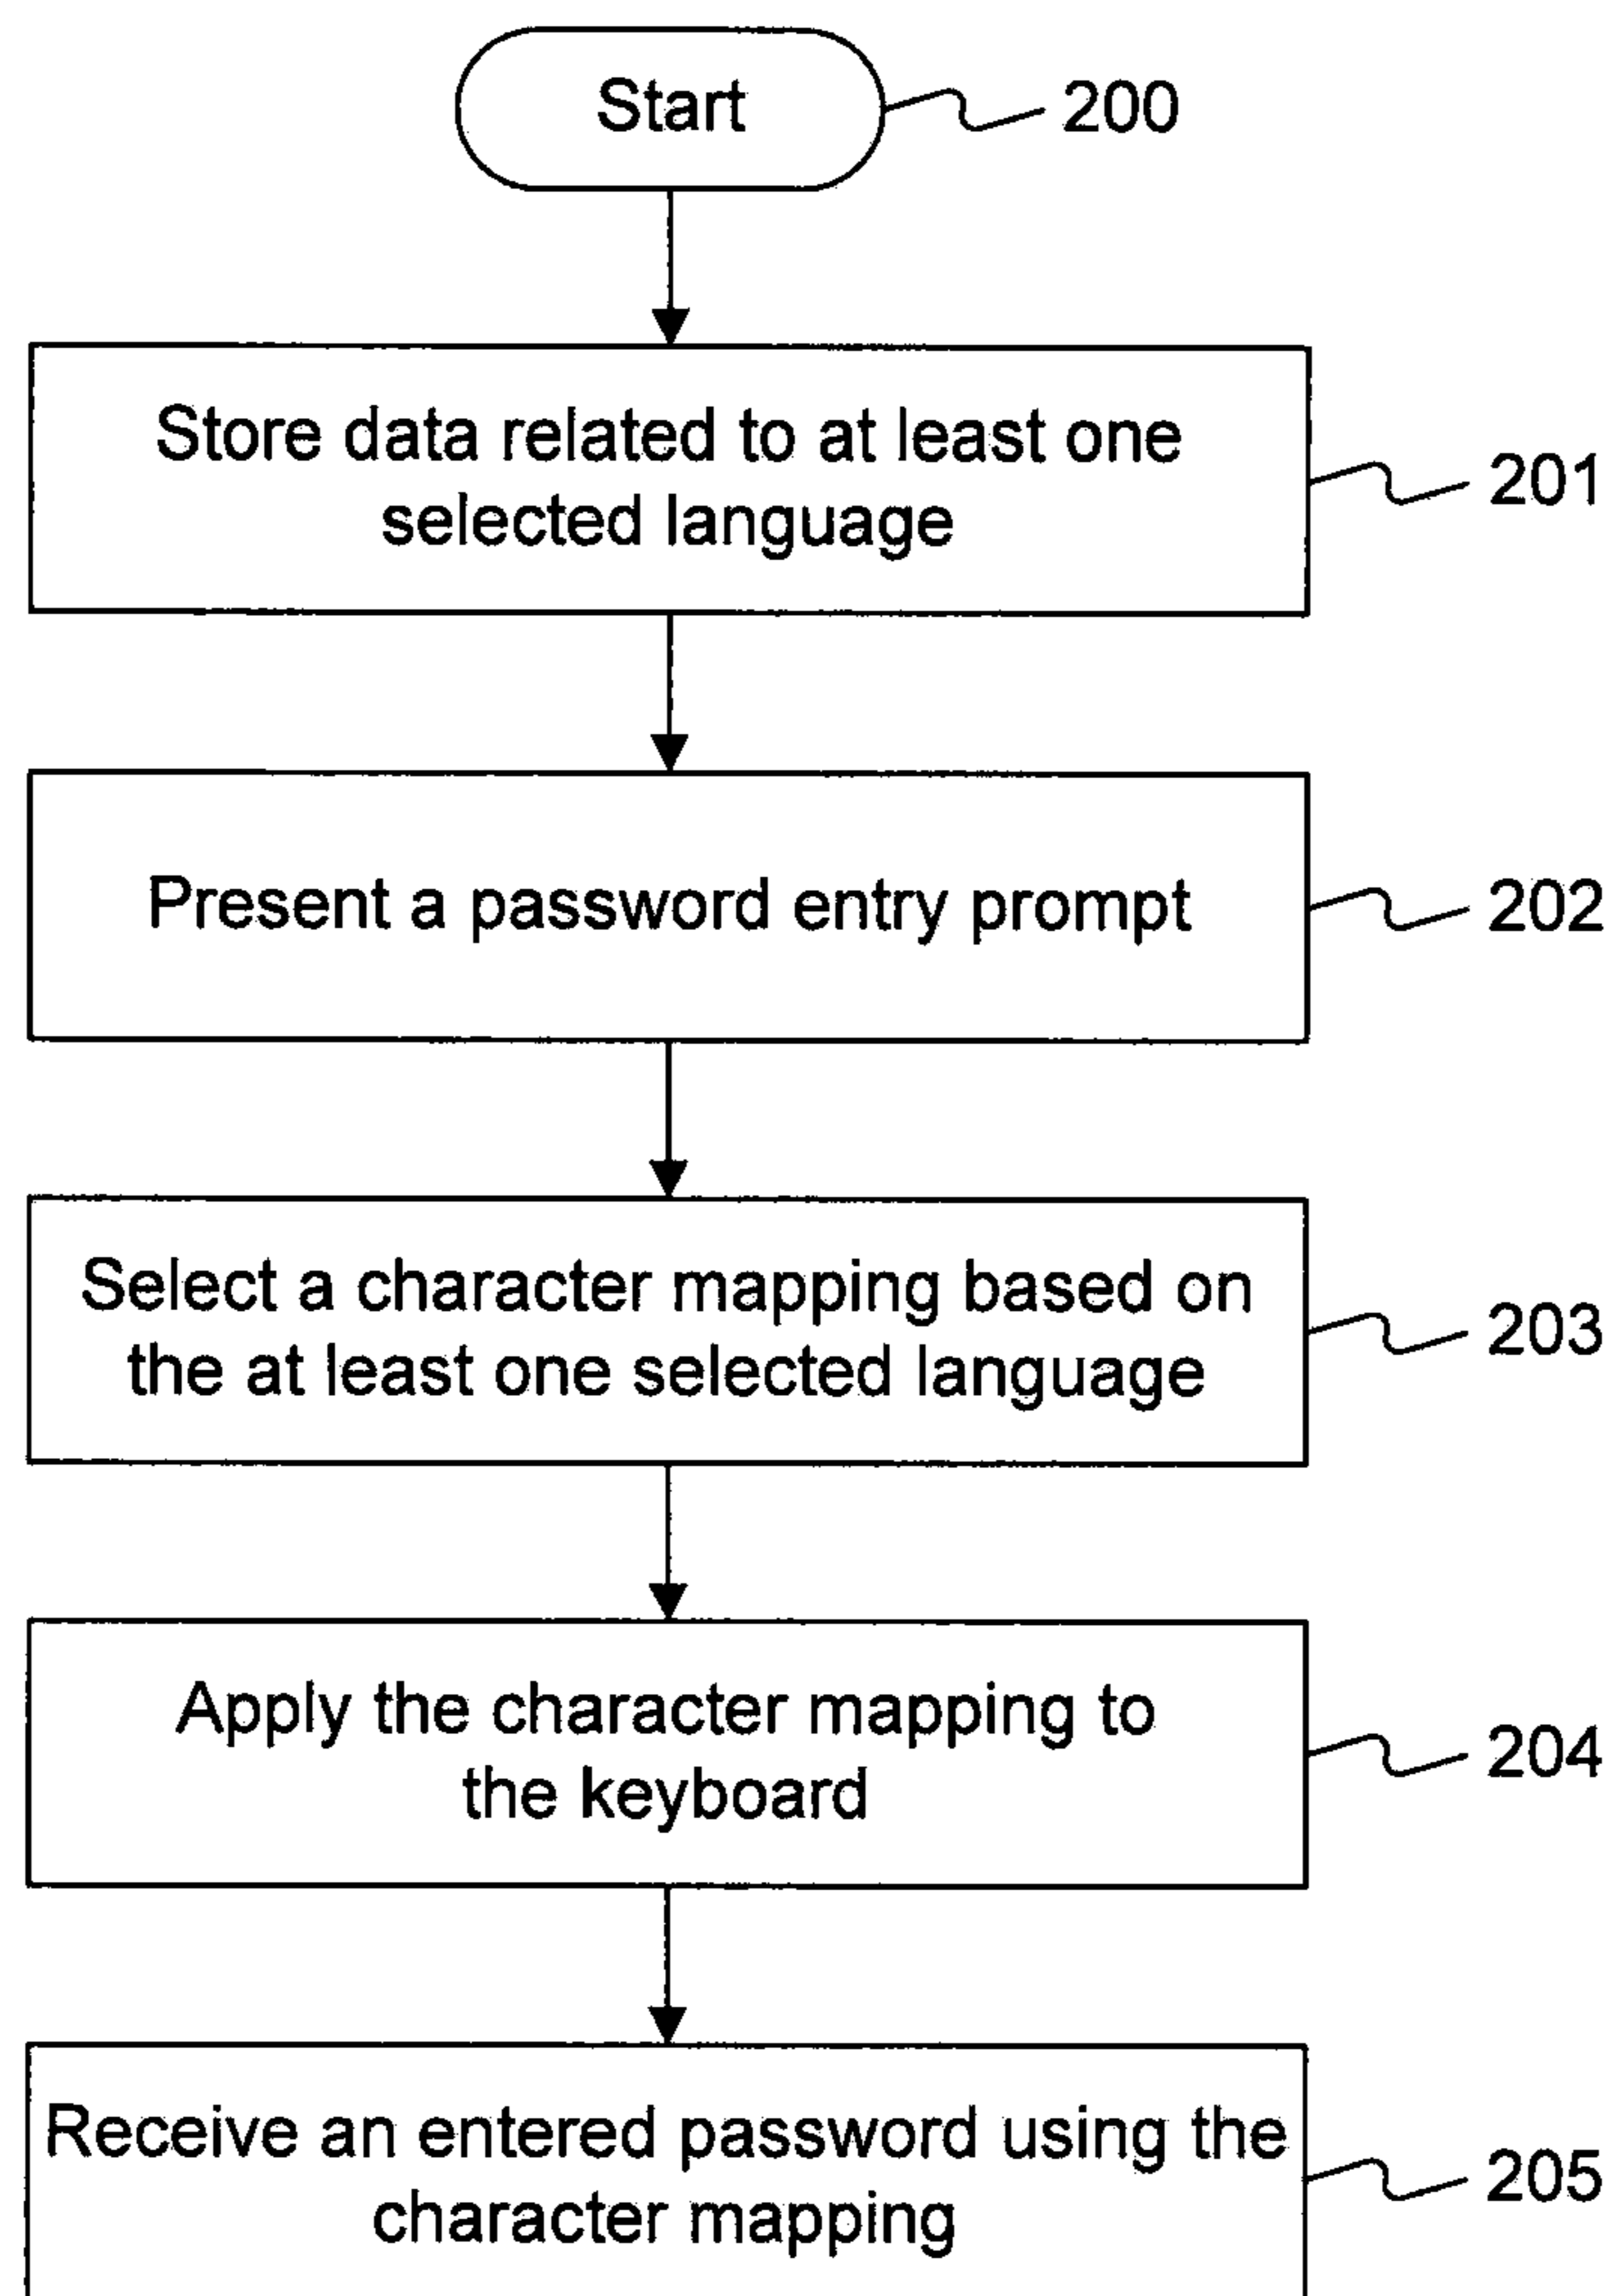 Start
200
Store data related to at least one
selected language
201
Present a password entry prompt
202
Select a character mapping based on
the at least one selected language
203
Apply the character mapping to
the keyboard
204
Receive an entered password using the
character mapping
205